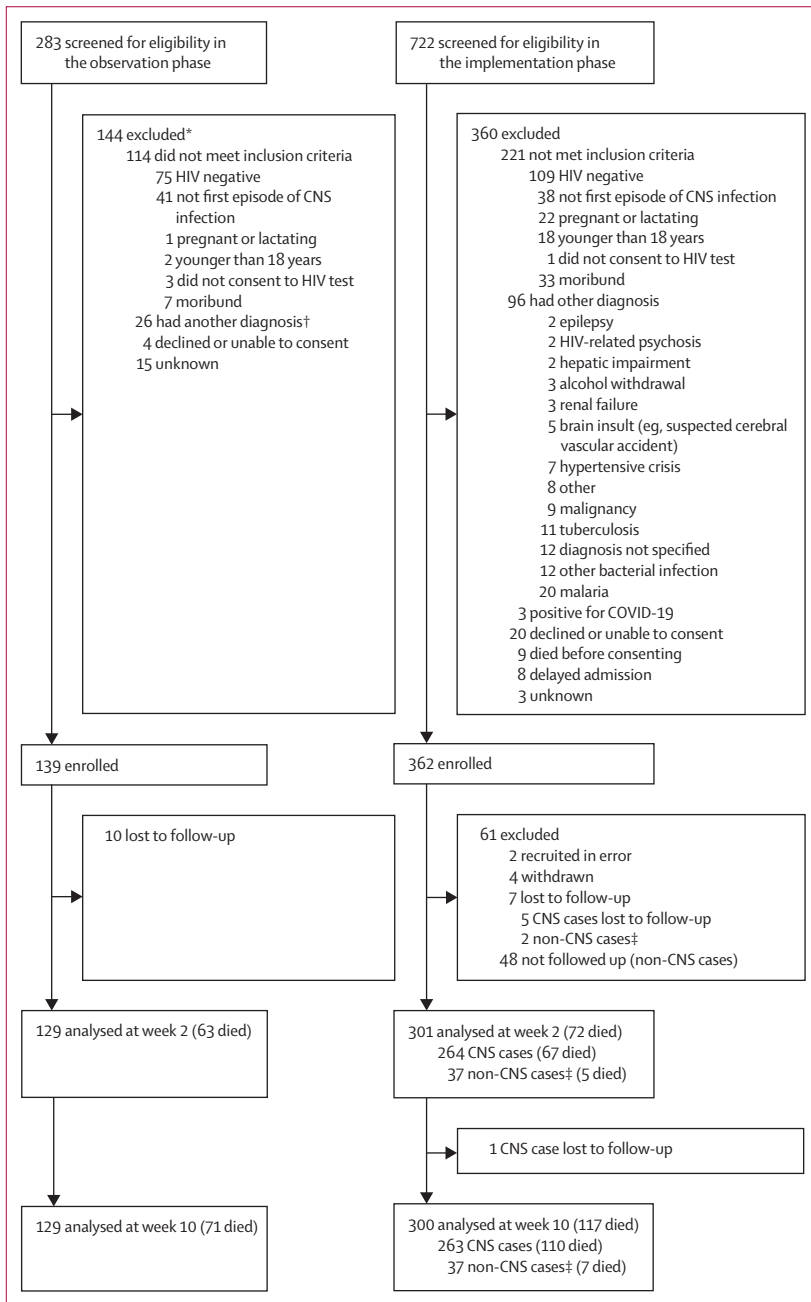 283 screened for eligibility in
the observation phase
722 screened for eligibility in
the implementation phase
144 excluded*
114 did not meet inclusion criteria
75 HIV negative
41 not first episode of CNS
infection
1 pregnant or lactating
2 younger than 18 years
3 did not consent to HIV test
7 moribund
26 had another diagnosis†
4 declined or unable to consent
15 unknown
360 excluded
221 not met inclusion criteria
109 HIV negative
38 not first episode of CNS infection
22 pregnant or lactating
18 younger than 18 years
1 did not consent to HIV test
33 moribund
96 had other diagnosis
2 epilepsy
2 HIV-related psychosis
2 hepatic impairment
3 alcohol withdrawal
3 renal failure
5 brain insult (eg, suspected cerebral
vascular accident)
7 hypertensive crisis
8 other
9 malignancy
11 tuberculosis
12 diagnosis not specified
12 other bacterial infection
20 malaria
3 positive for COVID-19
20 declined or unable to consent
9 died before consenting
8 delayed admission
3 unknown
139 enrolled
362 enrolled
10 lost to follow-up
61 excluded
2 recruited in error
4 withdrawn
7 lost to follow-up
5 CNS cases lost to follow-up
2 non-CNS cases‡
48 not followed up (non-CNS cases)
129 analysed at week 2 (63 died)
301 analysed at week 2 (72 died)
264 CNS cases (67 died)
37 non-CNS cases‡ (5 died)
1 CNS case lost to follow-up
129 analysed at week 10 (71 died)
300 analysed at week 10 (117 died)
263 CNS cases (110 died)
37 non-CNS cases‡ (7 died)